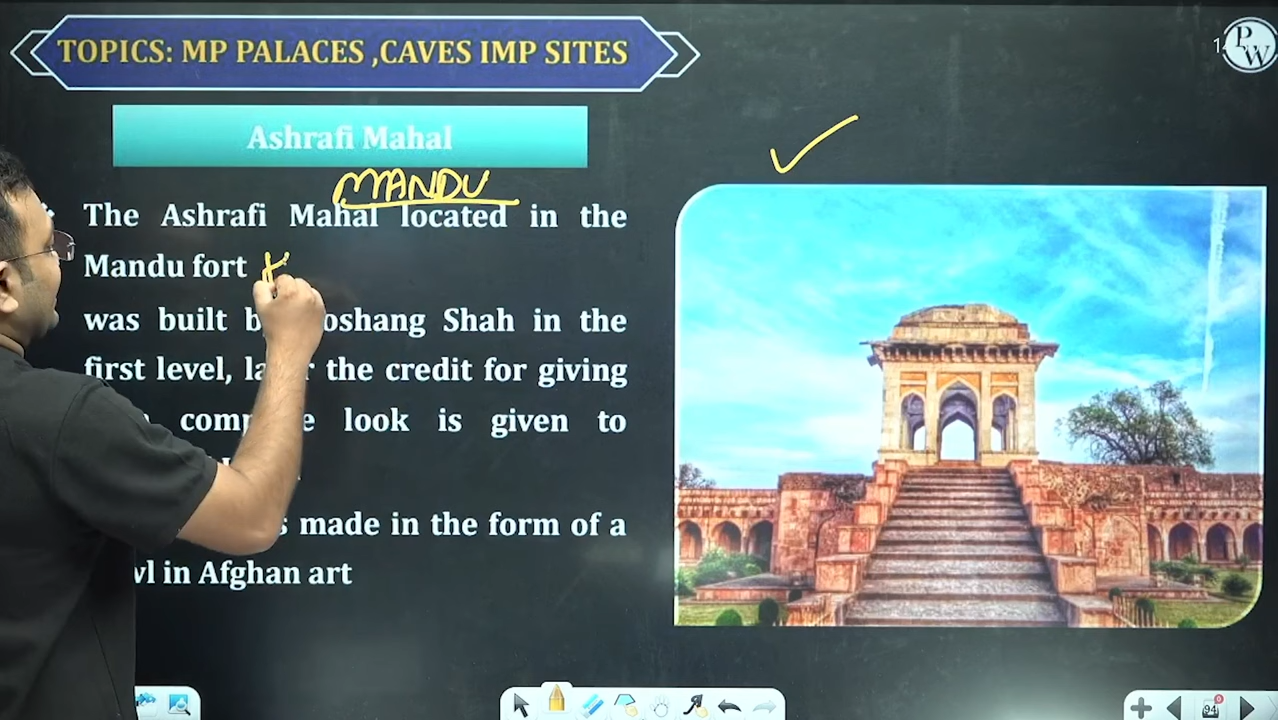 TOPICS: MP PALACES ,CAVES IMP SITES
PW
Ashrafi Mahal
MANDU
The Ashrafi Mahal located in the
Mandu fort
was built oshang Shah in the
first level, the credit for giving
look is given to
made in the form of a
in Afghan art
94